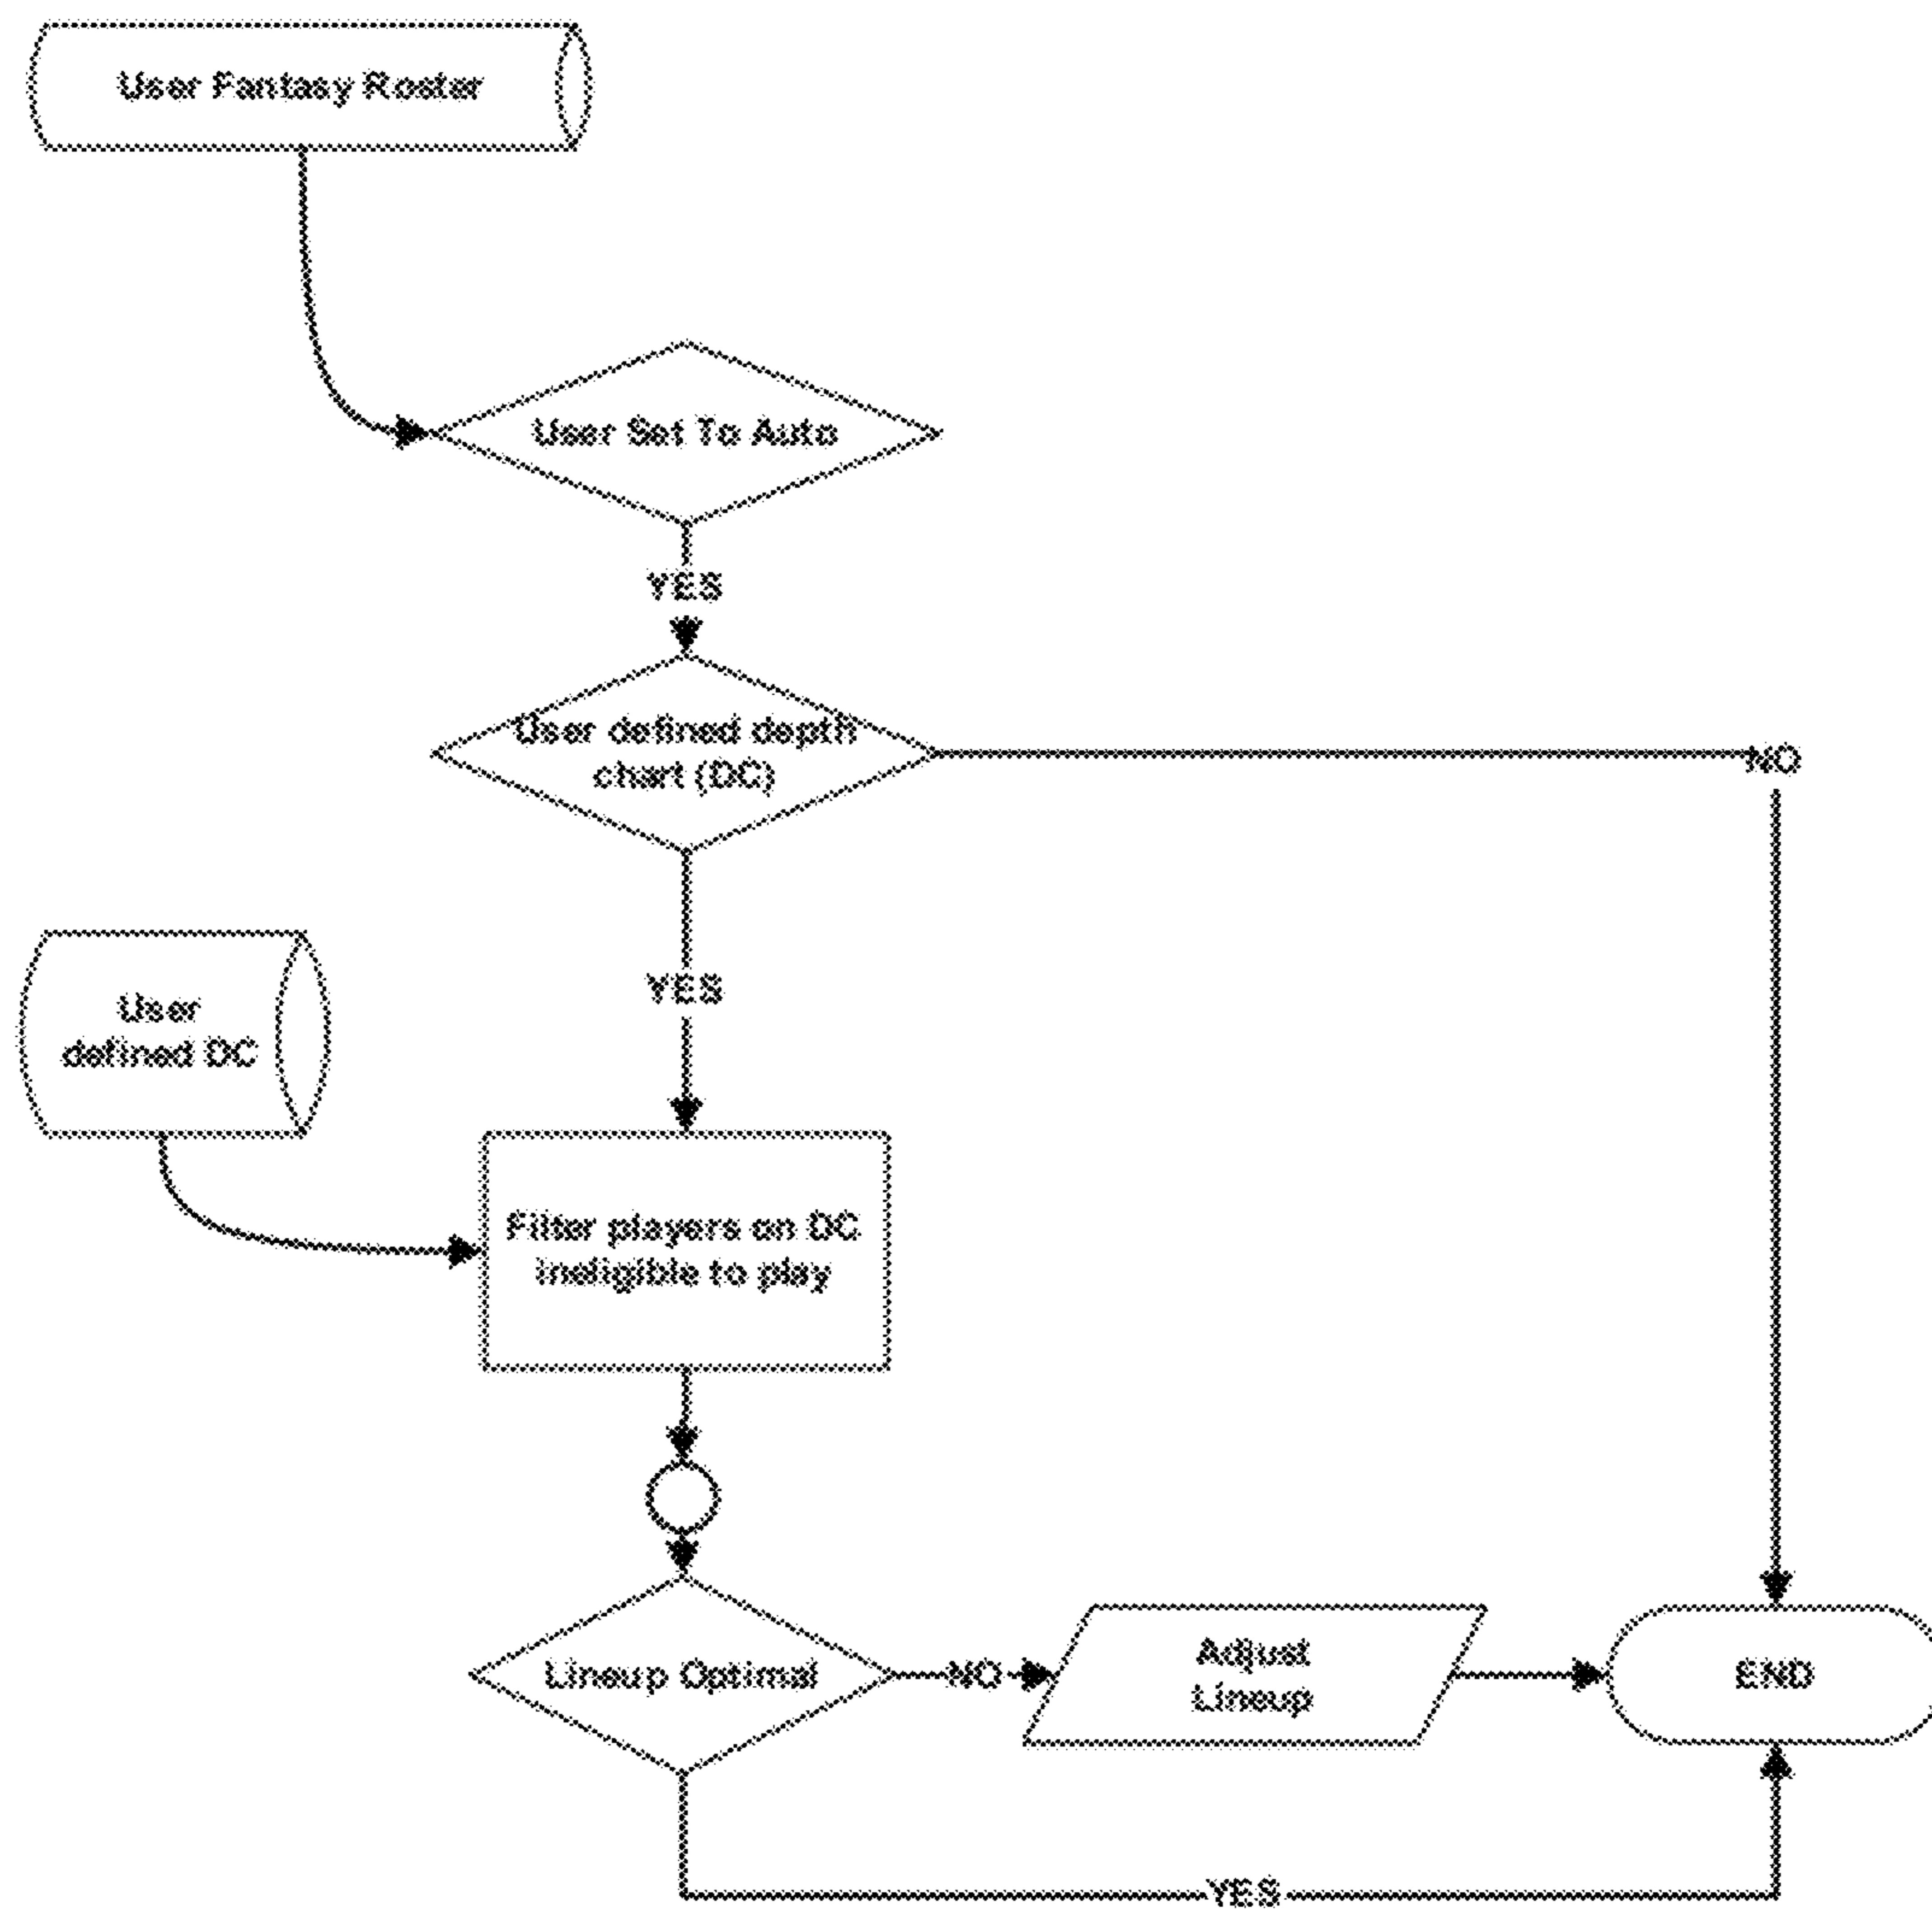 User Fantasy Roster
User Set To Auto
YES
User defined depth
chart (DC)
NO
YES
User
defined DC
Filter players on DC
ineligible to play
Lineup Optimal
NO
Adjust
Lineup
END
YES